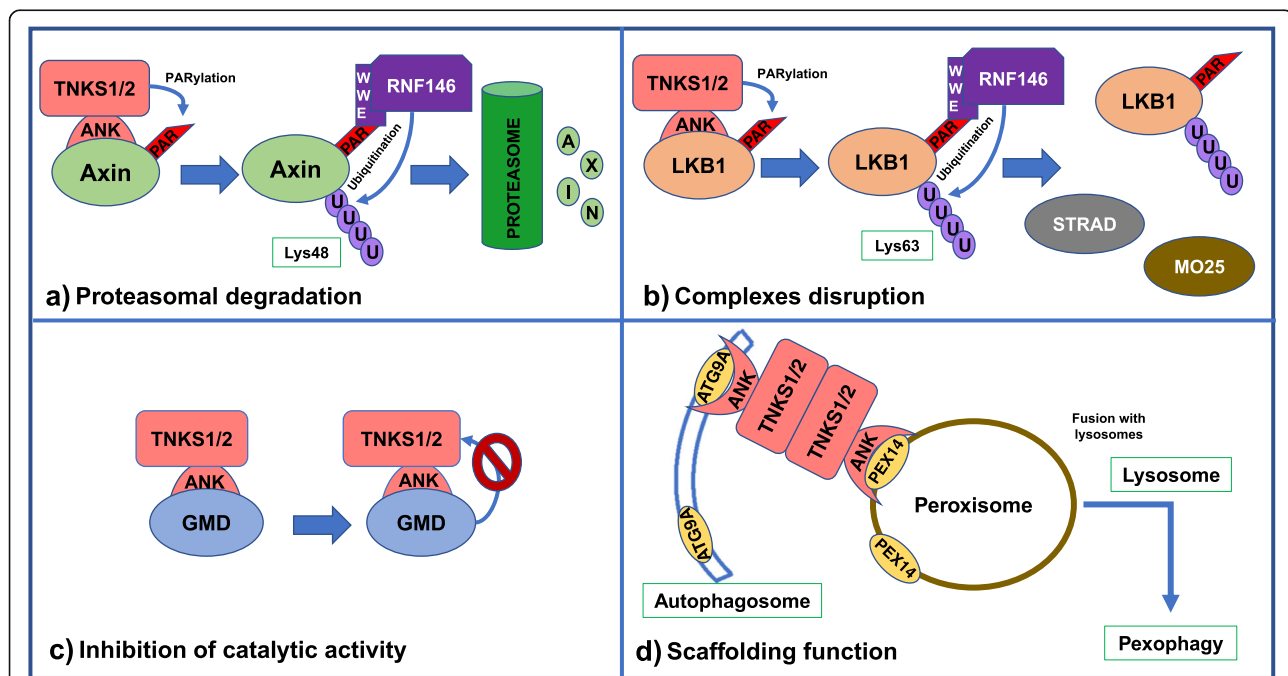 TNKS1/2
PARylation
ANK
PAR
Axin
WWE
RNF146
PAR
Axin
Ubiquitination
U
U
U
U
Lys48
PROTEASOME
A
X
I
N
a) Proteasomal degradation
TNKS1/2
PARylation
ANK
PAR
LKB1
WWE
RNF146
PAR
LKB1
Ubiquitination
U
U
U
U
Lys63
PAR
LKB1
U
U
U
U
STRAD
MO25
b) Complexes disruption
TNKS1/2
ANK
GMD
TNKS1/2
ANK
GMD
c) Inhibition of catalytic activity
ATG9A
ANK
TNKS1/2
TNKS1/2
ANK
PEX14
Peroxisome
PEX14
ATG9A
Autophagosome
Fusion with
lysosomes
Lysosome
Pexophagy
d) Scaffolding function